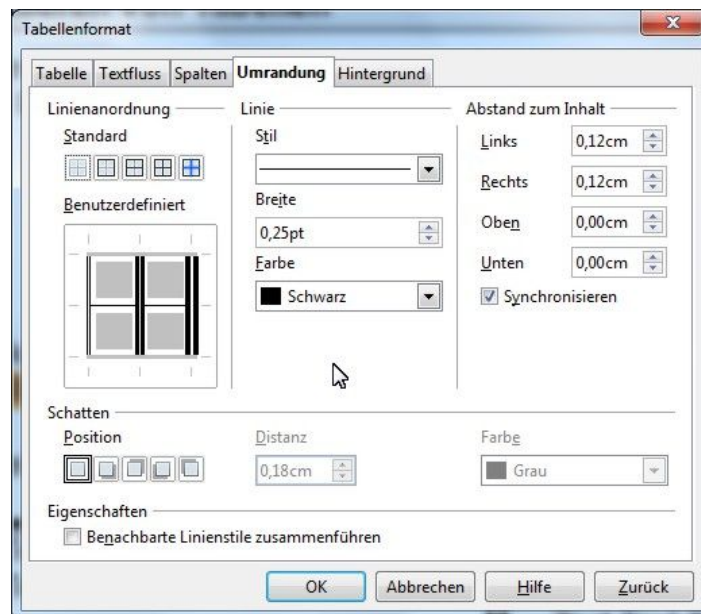 Tabellenformat
Tabelle Textfluss Spalten Umrandung Hintergrund
Linienanordnung
Standard
Benutzerdefiniert
Linie
Stil
Breite
0,25pt
Farbe
Schwarz
Abstand zum Inhalt
Links 0,12cm
Rechts 0,12cm
Oben 0,00cm
Unten 0,00cm
Synchronisieren
Schatten
Position
Distanz
0,18cm
Farbe
Grau
Eigenschaften
Benachbarte Linienstile zusammenführen
OK Abbrechen Hilfe Zurück